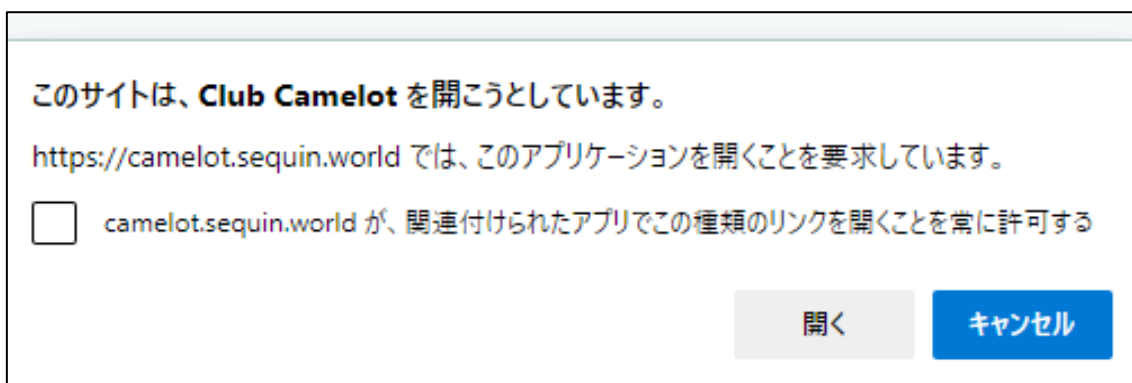 このサイトは、Club Camelot を開こうとしています。
https://camelot.sequin.world では、このアプリケーションを開くことを要求しています。
camelot.sequin.world が、関連付けられたアプリでこの種類のリンクを開くことを常に許可する
開く
キャンセル